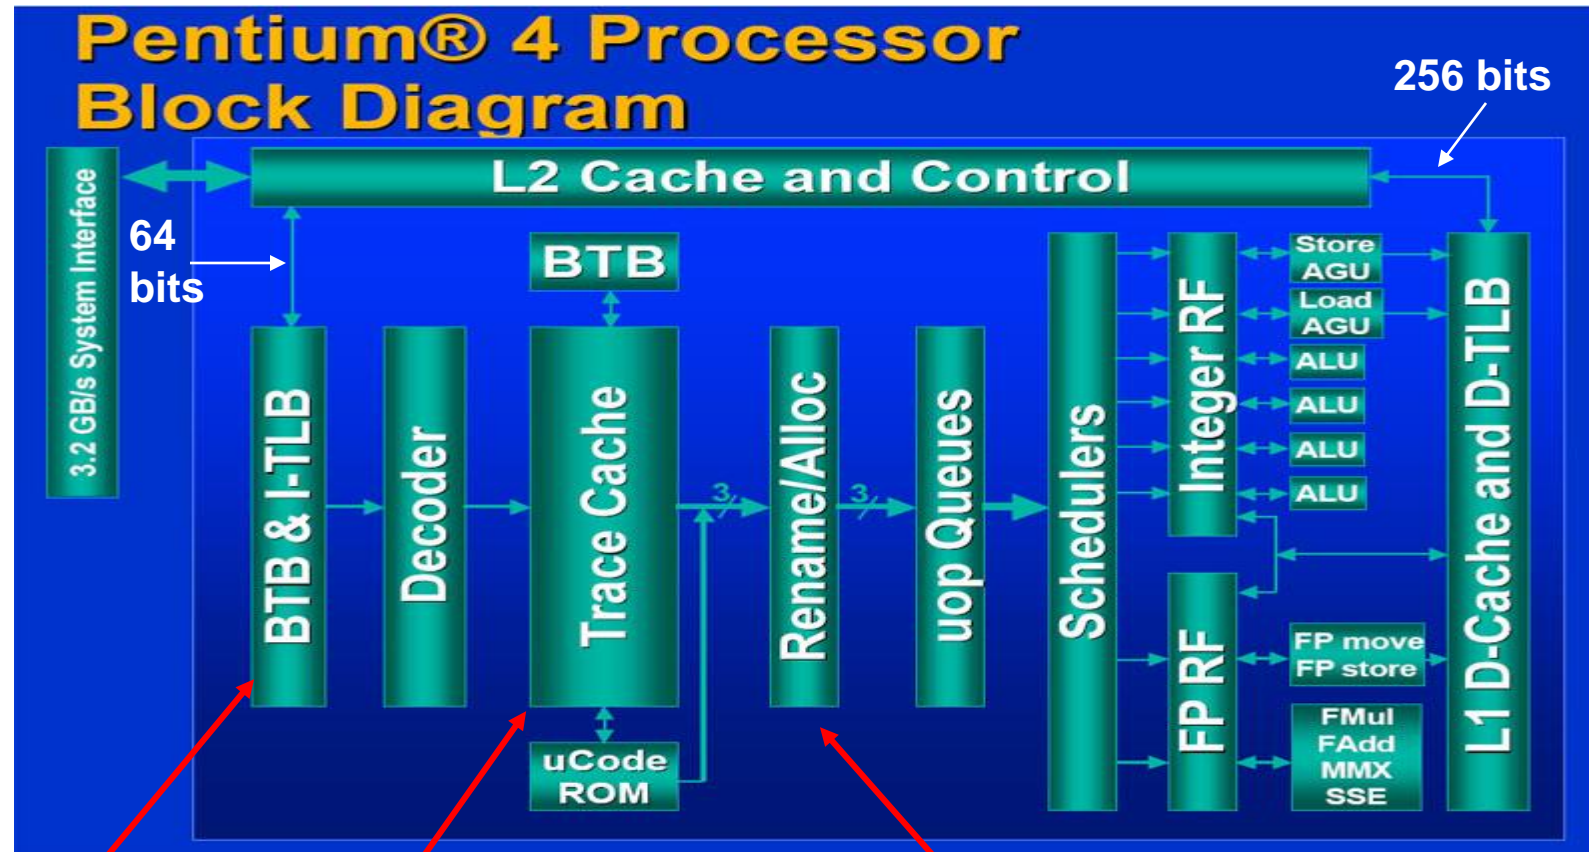 Pentium® 4 Processor
Block Diagram
256 bits
L2 Cache and Control
3.2 GB/s System Interface
64
bits
BTB
BTB & I-TLB
Decoder
Trace Cache
uCode
ROM
3
Rename/Alloc
3
uop Queues
Schedulers
Integer RF
FP RF
Store
AGU
Load
AGU
ALU
ALU
ALU
ALU
FP move
FP store
FMul
FAdd
MMX
SSE
L1 D-Cache and D-TLB